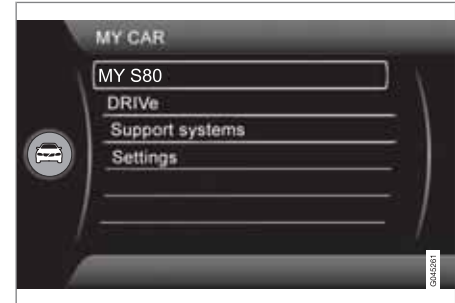 MY CAR
MY S80
DRIVe
Support systems
Settings
G045261